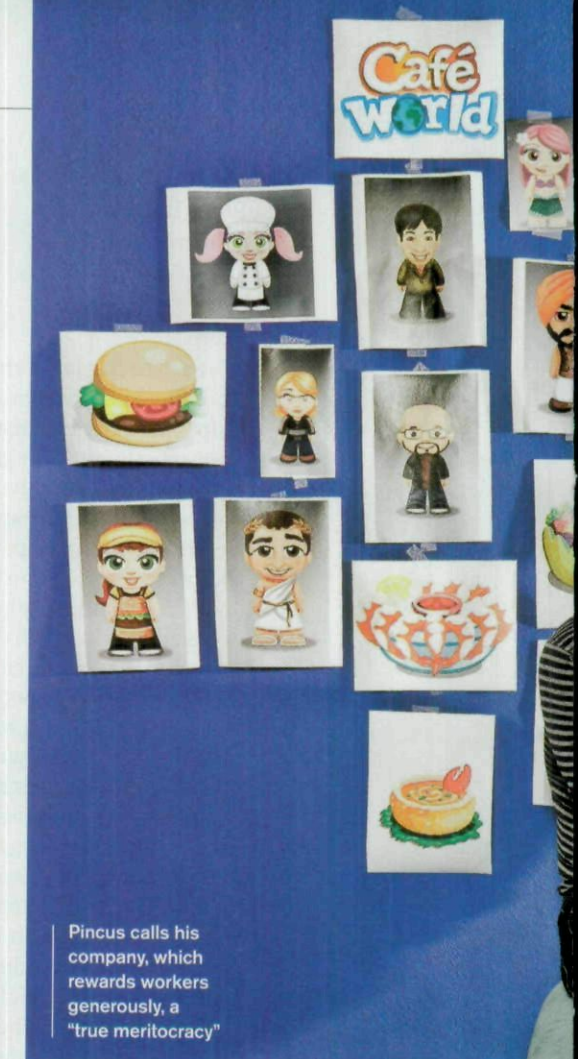 Café
World
Pincus calls his
company, which
rewards workers
generously, a
"true meritocracy"